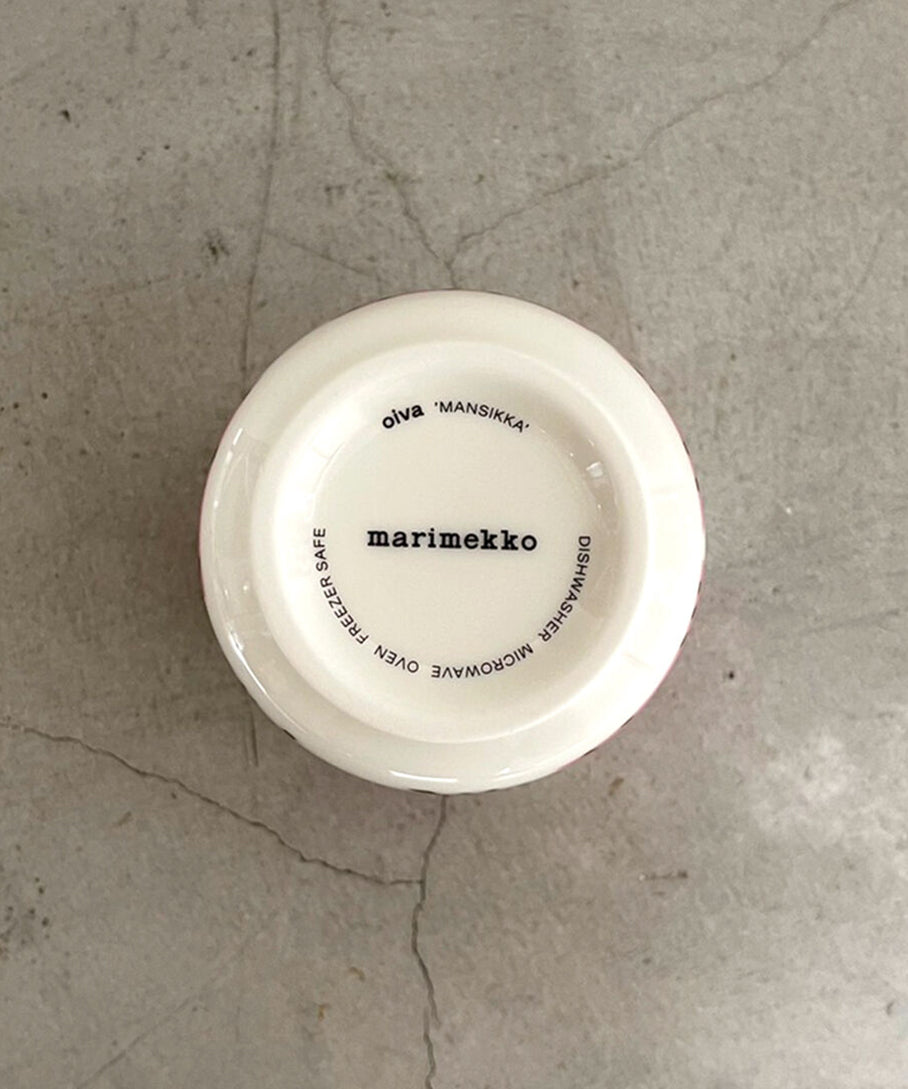 oiva 'MANSIKKA'
marimekko
DISHWASHER MICROWAVE OVEN FREEZER SAFE